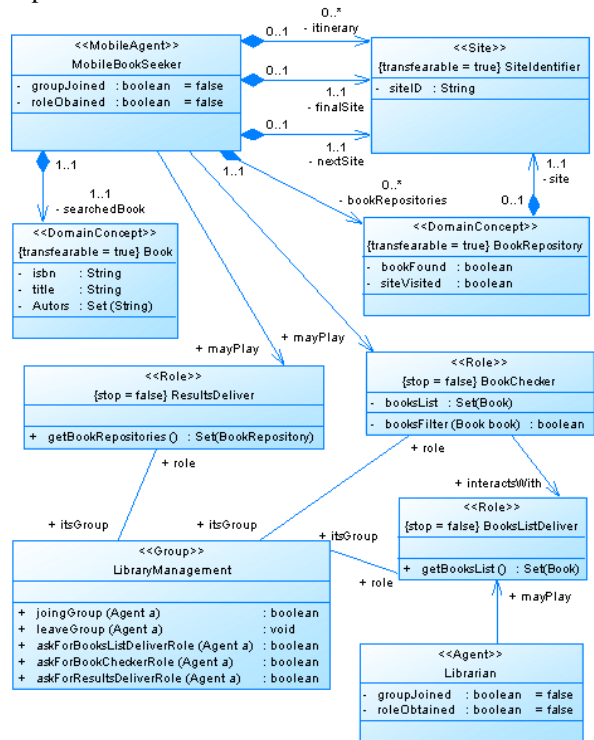 <<MobileAgent>>
MobileBookSeeker
- groupJoined : boolean = false
- roleObained : boolean = false
0..1
0..*
- itinerary
0..1
1..1
- finalSite
0..1
1..1
- nextSite
<<Site>>
{transfearable = true} SiteIdentifier
- siteID : String
1..1
1..1
- searchedBook
1..1
0..*
- bookRepositories
1..1
- site
0..1
<<DomainConcept>>
{transfearable = true} Book
- isbn : String
- title : String
- Autors : Set (String)
<<DomainConcept>>
{transfearable = true} BookRepository
- bookFound : boolean
- siteVisited : boolean
+ mayPlay
+ mayPlay
<<Role>>
{stop = false} ResultsDeliver
+ getBookRepositories () : Set(BookRepository)
<<Role>>
{stop = false} BookChecker
- booksList : Set(Book)
- booksFilter (Book book) : boolean
+ role
+ role
+ interactsWith
+ itsGroup
+ itsGroup
+ itsGroup
<<Role>>
{stop = false} BooksListDeliver
+ getBooksList () : Set(Book)
+ role
+ mayPlay
<<Group>>
LibraryManagement
+ joingGroup (Agent a) : boolean
+ leaveGroup (Agent a) : void
+ askForBooksListDeliverRole (Agent a) : boolean
+ askForBookCheckerRole (Agent a) : boolean
+ askForResultsDeliverRole (Agent a) : boolean
<<Agent>>
Librarian
- groupJoined : boolean = false
- roleObtained : boolean = false